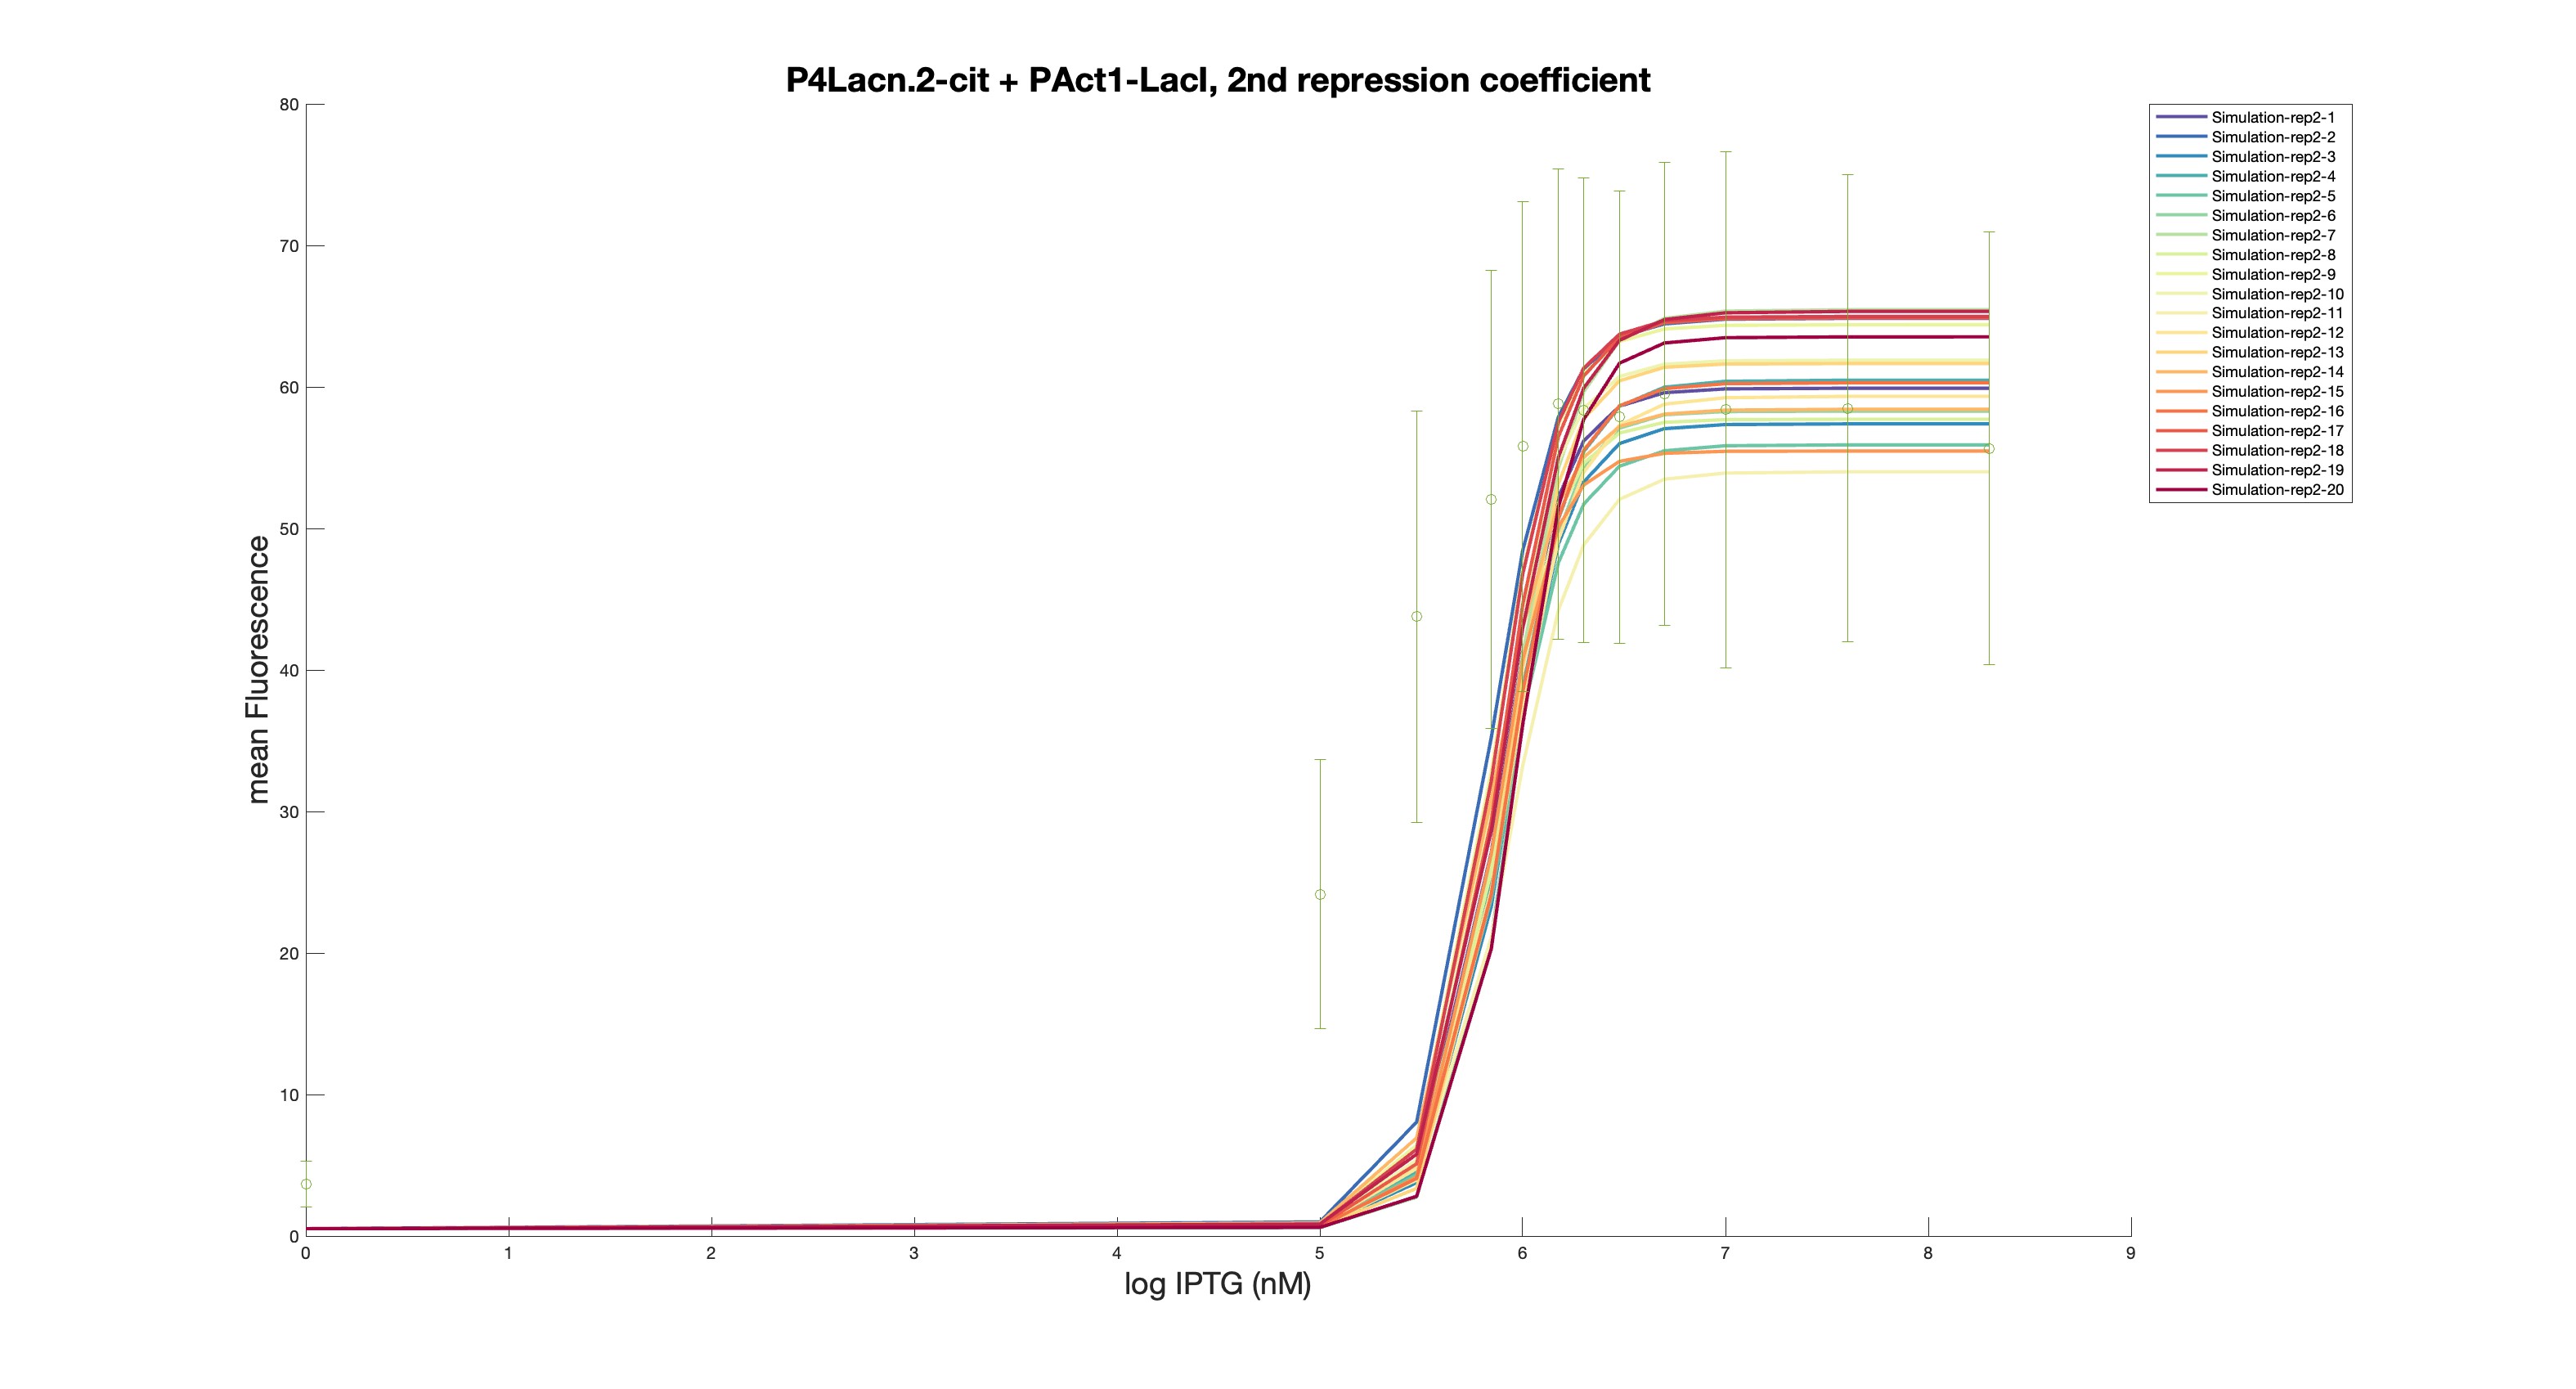 P4Lacn.2-cit + PAct1-LacI, 2nd repression coefficient
80
70
60
50
40
30
20
10
0
mean Fluorescence
0 1 2 3 4 5 6 7 8 9
log IPTG (nM)
Simulation-rep2-1
Simulation-rep2-2
Simulation-rep2-3
Simulation-rep2-4
Simulation-rep2-5
Simulation-rep2-6
Simulation-rep2-7
Simulation-rep2-8
Simulation-rep2-9
Simulation-rep2-10
Simulation-rep2-11
Simulation-rep2-12
Simulation-rep2-13
Simulation-rep2-14
Simulation-rep2-15
Simulation-rep2-16
Simulation-rep2-17
Simulation-rep2-18
Simulation-rep2-19
Simulation-rep2-20